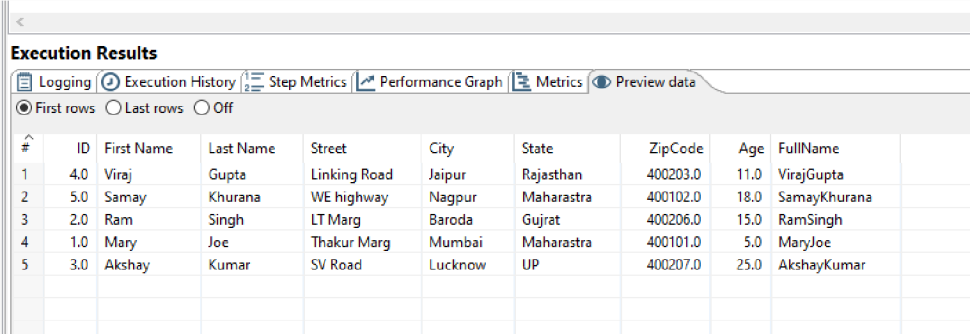 Execution Results
Logging Execution History Step Metrics Performance Graph Metrics Preview data
First rows Last rows Off
# ID First Name Last Name Street City State ZipCode Age FullName
1 4.0 Viraj Gupta Linking Road Jaipur Rajasthan 400203.0 11.0 VirajGupta
2 5.0 Samay Khurana WE highway Nagpur Maharastra 400102.0 18.0 SamayKhurana
3 2.0 Ram Singh LT Marg Baroda Gujrat 400206.0 15.0 RamSingh
4 1.0 Mary Joe Thakur Marg Mumbai Maharastra 400101.0 5.0 MaryJoe
5 3.0 Akshay Kumar SV Road Lucknow UP 400207.0 25.0 AkshayKumar